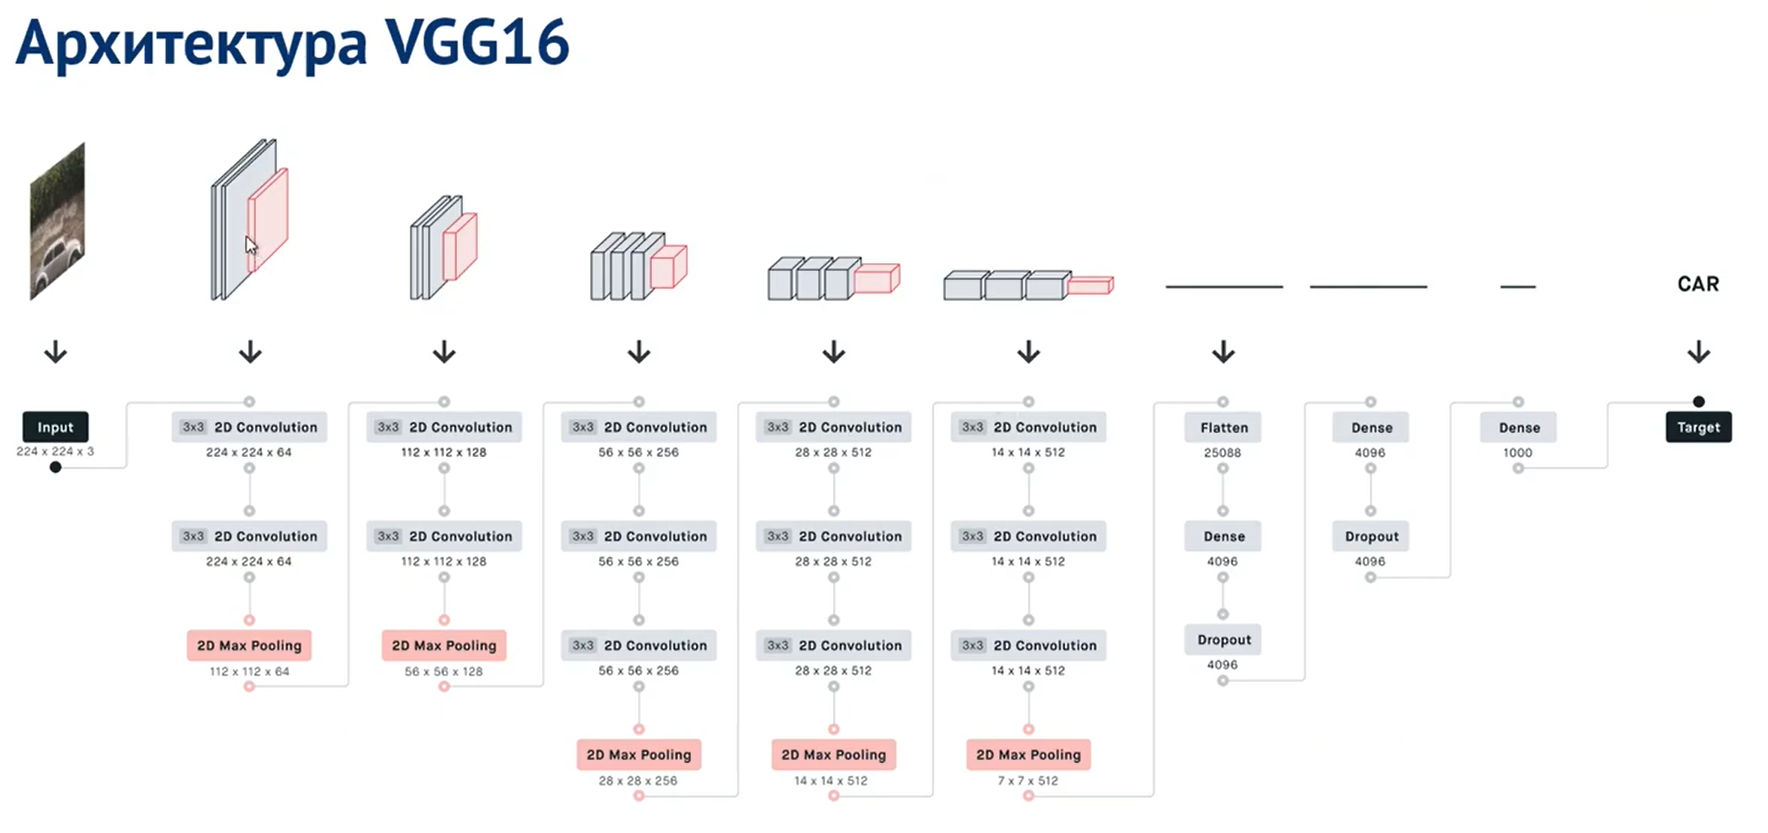 Архитектура VGG16
CAR
Input
224 x 224 x 3
3x3 2D Convolution
224 x 224 x 64
3x3 2D Convolution
224 x 224 x 64
2D Max Pooling
112 x 112 x 64
3x3 2D Convolution
112 x 112 x 128
3x3 2D Convolution
112 x 112 x 128
2D Max Pooling
56 x 56 x 128
3x3 2D Convolution
56 x 56 x 256
3x3 2D Convolution
56 x 56 x 256
3x3 2D Convolution
56 x 56 x 256
2D Max Pooling
28 x 28 x 256
3x3 2D Convolution
28 x 28 x 512
3x3 2D Convolution
28 x 28 x 512
3x3 2D Convolution
28 x 28 x 512
2D Max Pooling
14 x 14 x 512
3x3 2D Convolution
14 x 14 x 512
3x3 2D Convolution
14 x 14 x 512
3x3 2D Convolution
14 x 14 x 512
2D Max Pooling
7 x 7 x 512
Flatten
25088
Dense
4096
Dropout
4096
Dense
4096
Dropout
4096
Dense
1000
Target